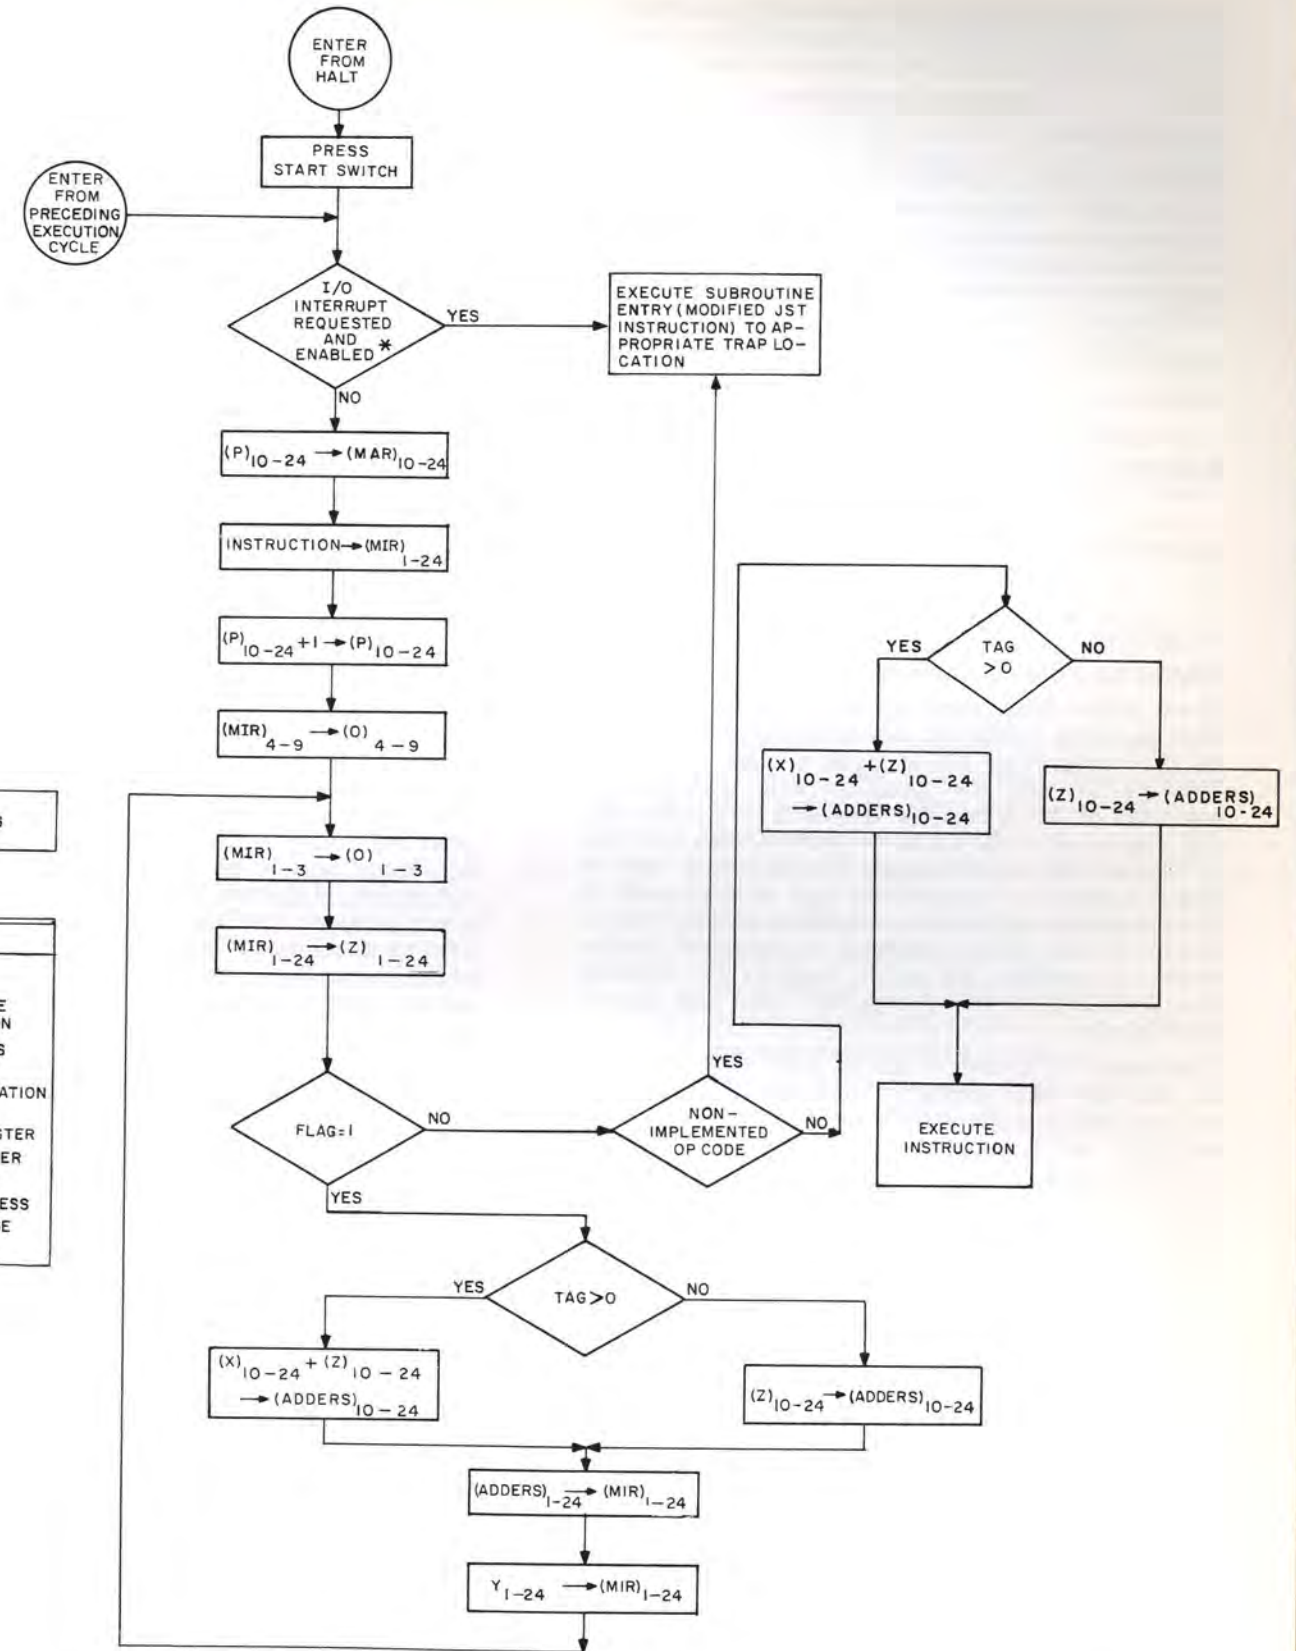 ENTER
FROM
HALT
PRESS
START SWITCH
ENTER
FROM
PRECEDING
EXECUTION
CYCLE
I/O
INTERRUPT
REQUESTED
AND
ENABLED *
YES
NO
EXECUTE SUBROUTINE
ENTRY (MODIFIED JST
INSTRUCTION) TO AP-
PROPRIATE TRAP LO-
CATION
(P)10-24 → (MAR)10-24
INSTRUCTION → (MIR)1-24
(P)10-24 +1 → (P)10-24
(MIR)4-9 → (O)4-9
(MIR)1-3 → (O)1-3
(MIR)1-24 → (Z)1-24
FLAG=1
NO
YES
YES
NON-
IMPLEMENTED
OP CODE
NO
TAG
>0
YES
NO
(X)10-24 + (Z)10-24
→ (ADDERS)10-24
(Z)10-24 → (ADDERS)10-24
EXECUTE
INSTRUCTION
TAG>0
YES
NO
(X)10-24 + (Z)10-24
→ (ADDERS)10-24
(Z)10-24 → (ADDERS)10-24
(ADDERS)1-24 → (MIR)1-24
Y1-24 → (MIR)1-24
S
E
N
S
ATION
STER
ER
ESS
E